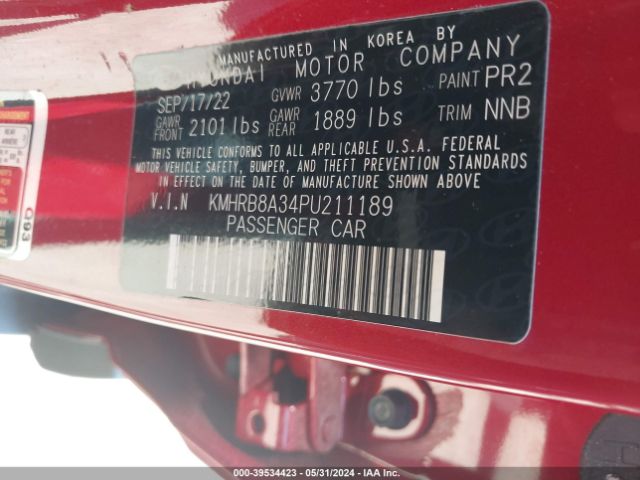 MANUFACTURED IN KOREA BY
HYUNDAI MOTOR COMPANY
SEP/17/22 GVWR 3770 lbs PAINT PR2
GAWR FRONT 2101 lbs GAWR REAR 1889 lbs TRIM NNB
THIS VEHICLE CONFORMS TO ALL APPLICABLE U.S.A. FEDERAL
MOTOR VEHICLE SAFETY, BUMPER, AND THEFT PREVENTION STANDARDS
IN EFFECT ON THE DATE OF MANUFACTURE SHOWN ABOVE
V.I.N KMHRB8A34PU211189
PASSENGER CAR
REAR
Q93
000-39534423 - 05/31/2024 - IAA Inc.